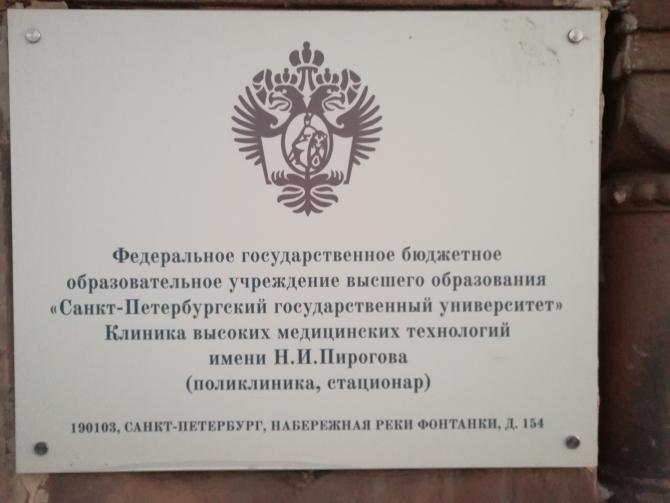 Федеральное государственное бюджетное
образовательное учреждение высшего образования
«Санкт-Петербургский государственный университет»
Клиника высоких медицинских технологий
имени Н.И.Пирогова
(поликлиника, стационар)
190103, САНКТ-ПЕТЕРБУРГ, НАБЕРЕЖНАЯ РЕКИ ФОНТАНКИ, Д. 154